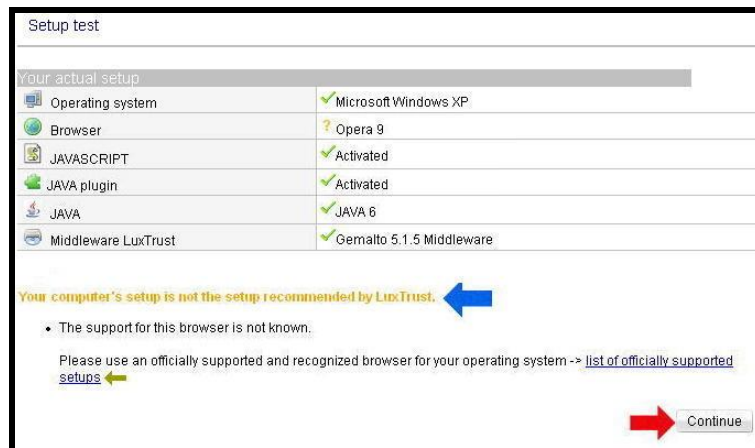 Setup test
Your actual setup
Operating system Microsoft Windows XP
Browser ? Opera 9
JAVASCRIPT Activated
JAVA plugin Activated
JAVA JAVA 6
Middleware LuxTrust Gemalto 5.1.5 Middleware
Your computer's setup is not the setup recommended by LuxTrust.
• The support for this browser is not known.
Please use an officially supported and recognized browser for your operating system -> list of officially supported
setups
Continue